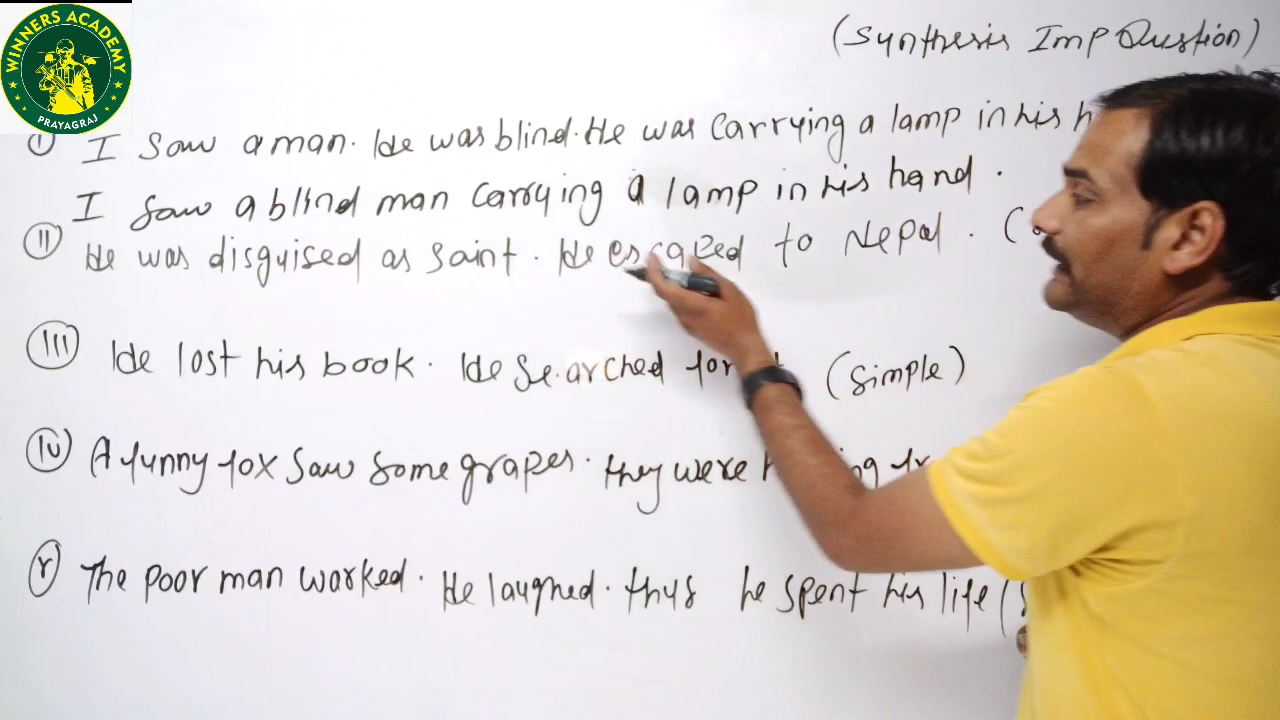 WINNERS ACADEMY
PRAYAGRAJ
(Synthesis Imp Question)
(I) I saw a man. He was blind. He was carrying a lamp in his
I saw a blind man carrying a lamp in his hand.
(II) He was disguised as saint. He escaped to Nepal. (
(III) He lost his book. He searched for (Simple)
(IV) A funny fox saw some grapes. they were
(V) The poor man worked. He laughed. thus he spent his life (